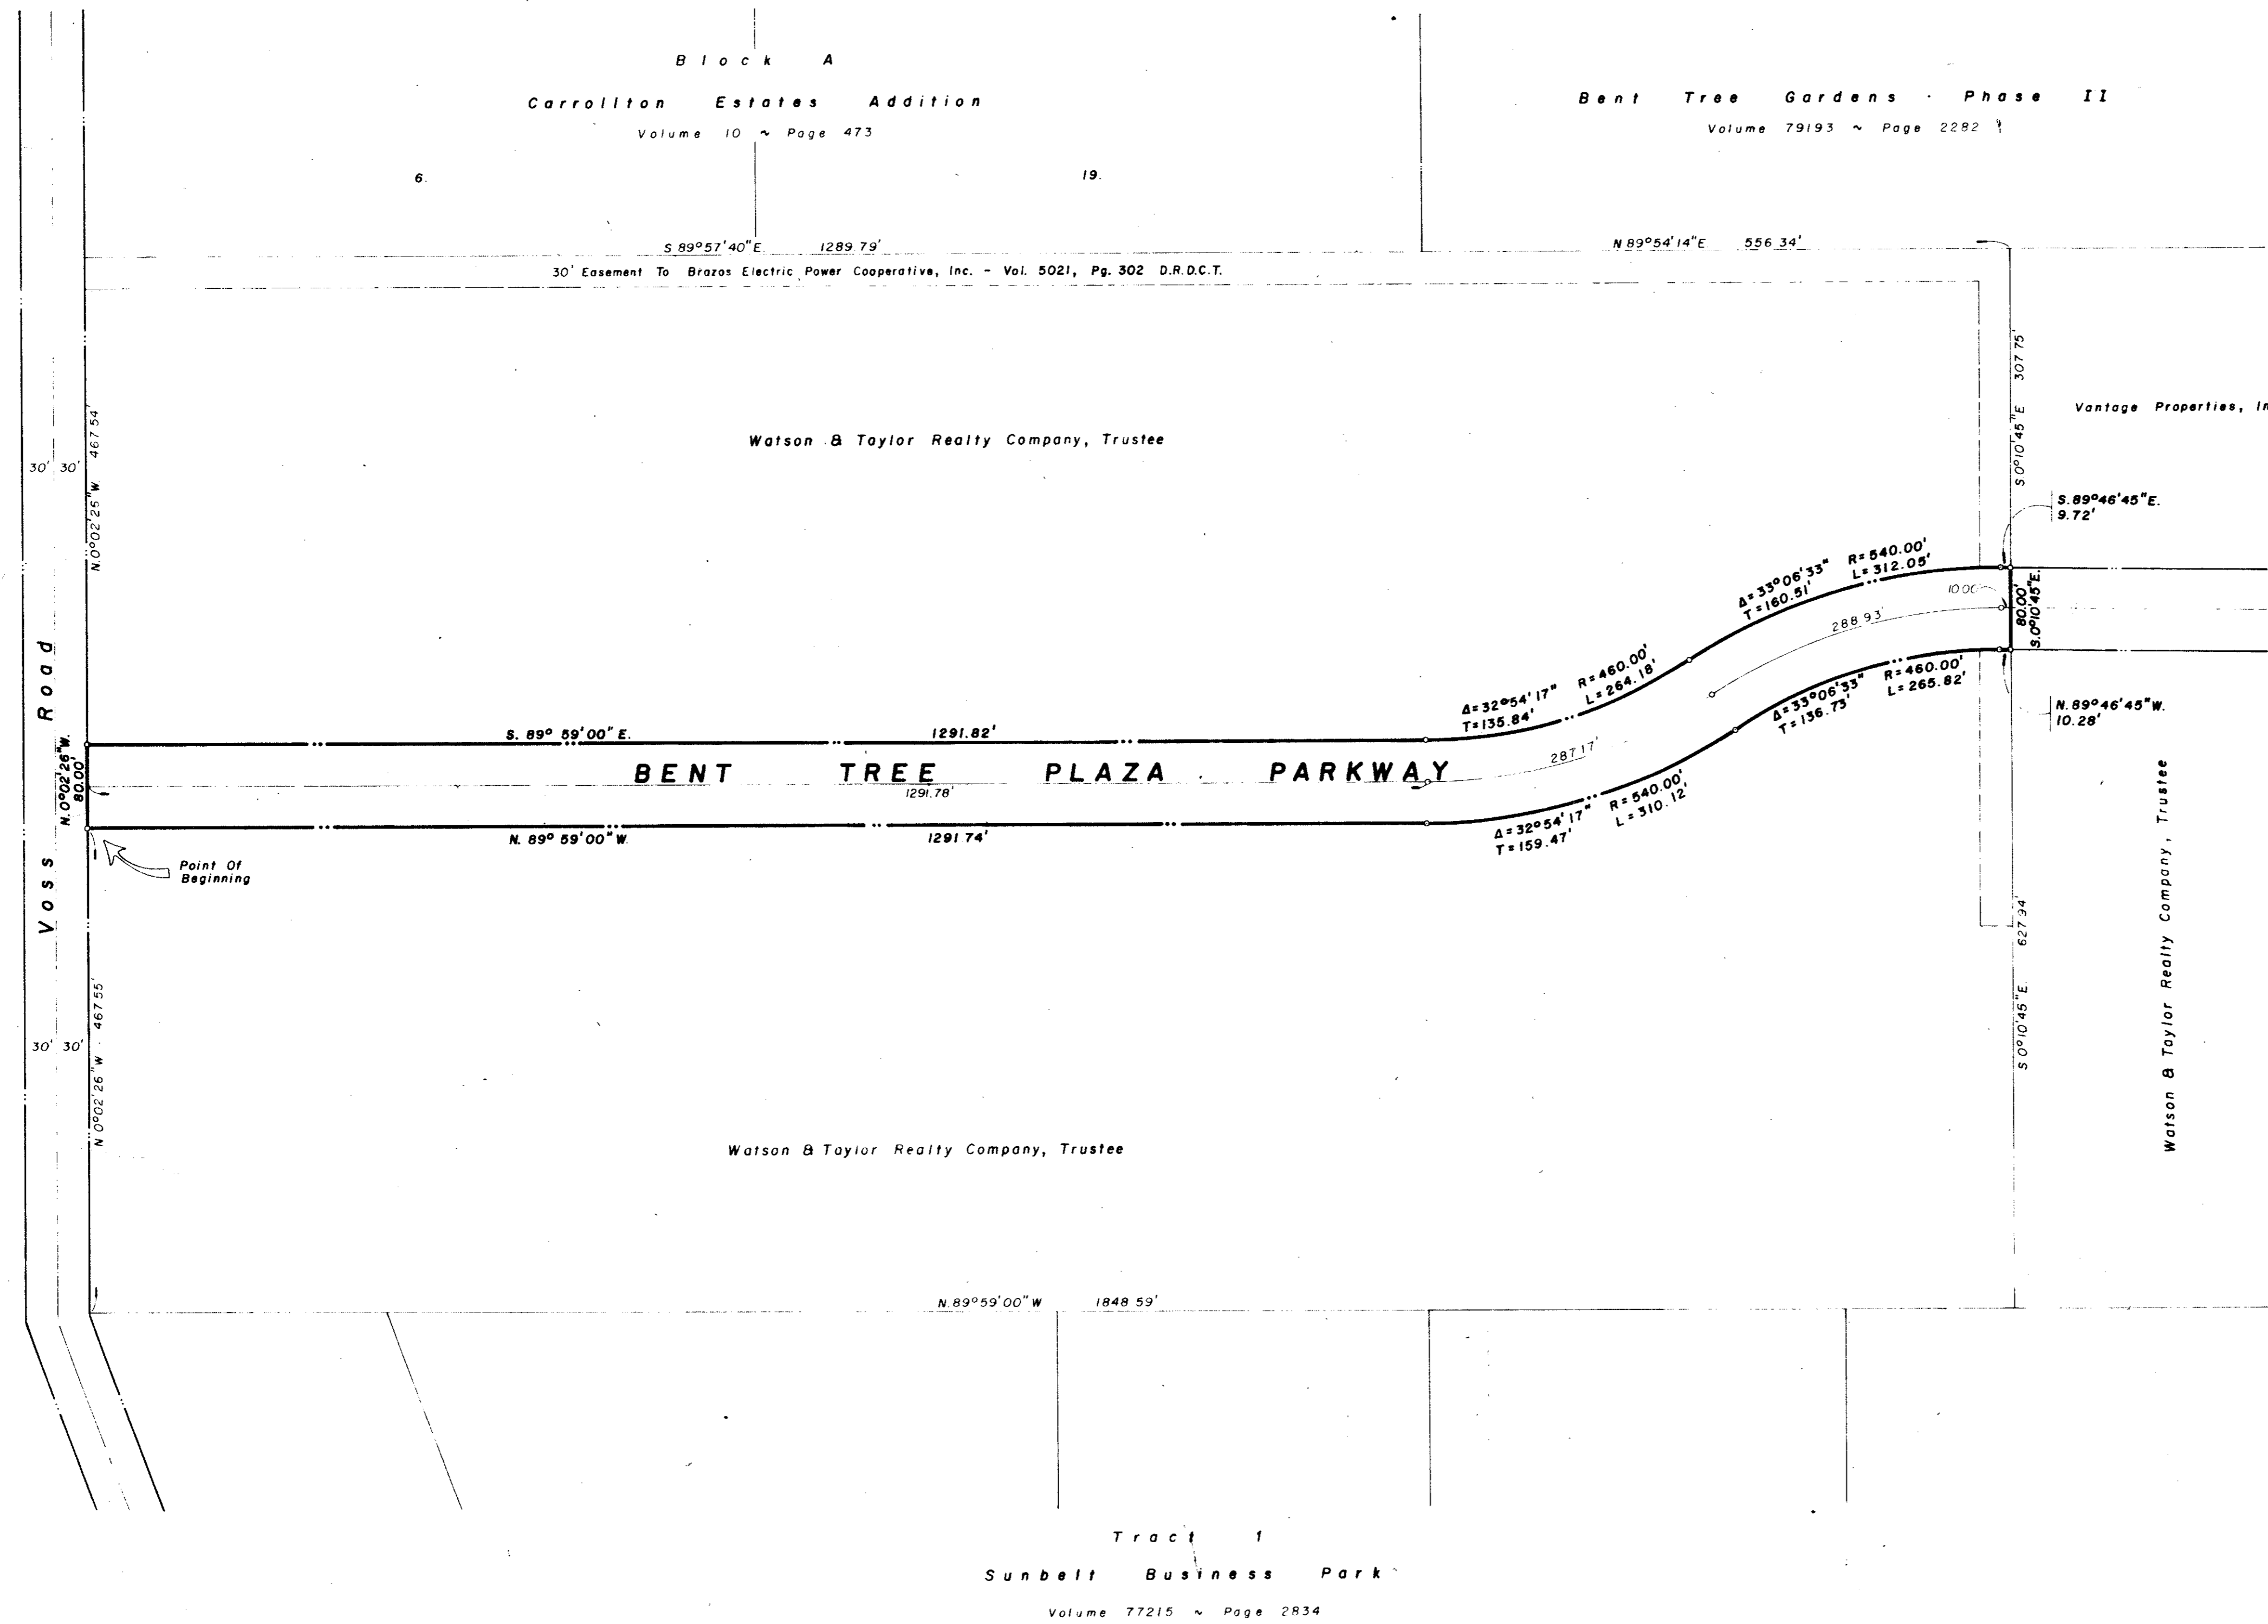 Block A
Carrollton Estates Addition
Volume 10 ~ Page 473
Bent Tree Gardens · Phase II
Volume 79193 ~ Page 2282
6.
19.
S 89°57'40"E. 1289.79'
N 89°54'14"E 556.34'
30' Easement To Brazos Electric Power Cooperative, Inc. - Vol. 5021, Pg. 302 D.R.D.C.T.
S 0°10'45"E 307.75'
Vantage Properties, In
N.0°02'25"W 467.54'
30' 30'
Watson & Taylor Realty Company, Trustee
S.89°46'45"E.
9.72'
Δ=33°06'33" R=540.00'
T=160.51' L=312.05'
10.00
80.00'
S.0°10'45"E.
288.93'
Δ=32°54'17" R=460.00'
T=135.84' L=264.18'
Δ=33°06'33" R=460.00'
T=136.73' L=265.82'
N.89°46'45"W.
10.28'
Voss Road
N.0°02'26"W.
80.00'
S. 89° 59'00"E. 1291.82'
BENT TREE PLAZA PARKWAY
1291.78'
287.17'
N. 89° 59'00"W. 1291.74'
Δ=32°54'17" R=540.00'
T=159.47' L=310.12'
Point Of
Beginning
Watson & Taylor Realty Company, Trustee
S 0°10'45"E. 627.94'
N 0°02'26"W 467.55'
30' 30'
Watson & Taylor Realty Company, Trustee
N.89°59'00"W 1848.59'
Tract 1
Sunbelt Business Park
Volume 77215 ~ Page 2834